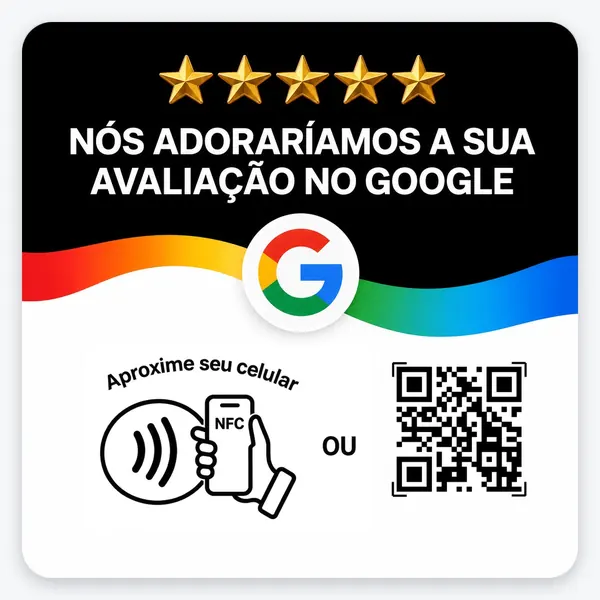 NÓS ADORARÍAMOS A SUA
AVALIAÇÃO NO GOOGLE
G
Aproxime seu celular
NFC
OU